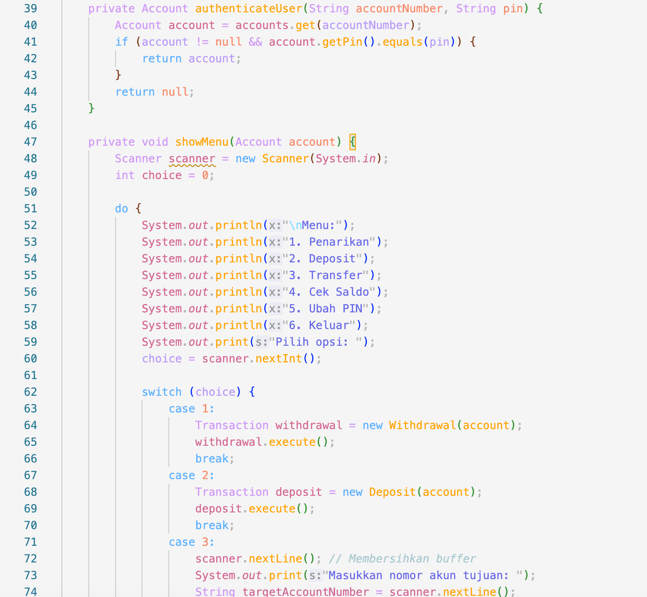 39 private Account authenticateUser(String accountNumber, String pin) {
40 Account account = accounts.get(accountNumber);
41 if (account != null && account.getPin().equals(pin)) {
42 return account;
43 }
44 return null;
45 }
46
47 private void showMenu(Account account) {
48 Scanner scanner = new Scanner(System.in);
49 int choice = 0;
50
51 do {
52 System.out.println(x:"\nMenu:");
53 System.out.println(x:"1. Penarikan");
54 System.out.println(x:"2. Deposit");
55 System.out.println(x:"3. Transfer");
56 System.out.println(x:"4. Cek Saldo");
57 System.out.println(x:"5. Ubah PIN");
58 System.out.println(x:"6. Keluar");
59 System.out.print(s:"Pilih opsi: ");
60 choice = scanner.nextInt();
61
62 switch (choice) {
63 case 1:
64 Transaction withdrawal = new Withdrawal(account);
65 withdrawal.execute();
66 break;
67 case 2:
68 Transaction deposit = new Deposit(account);
69 deposit.execute();
70 break;
71 case 3:
72 scanner.nextLine(); // Membersihkan buffer
73 System.out.print(s:"Masukkan nomor akun tujuan: ");
74 String targetAccountNumber = scanner.nextLine();